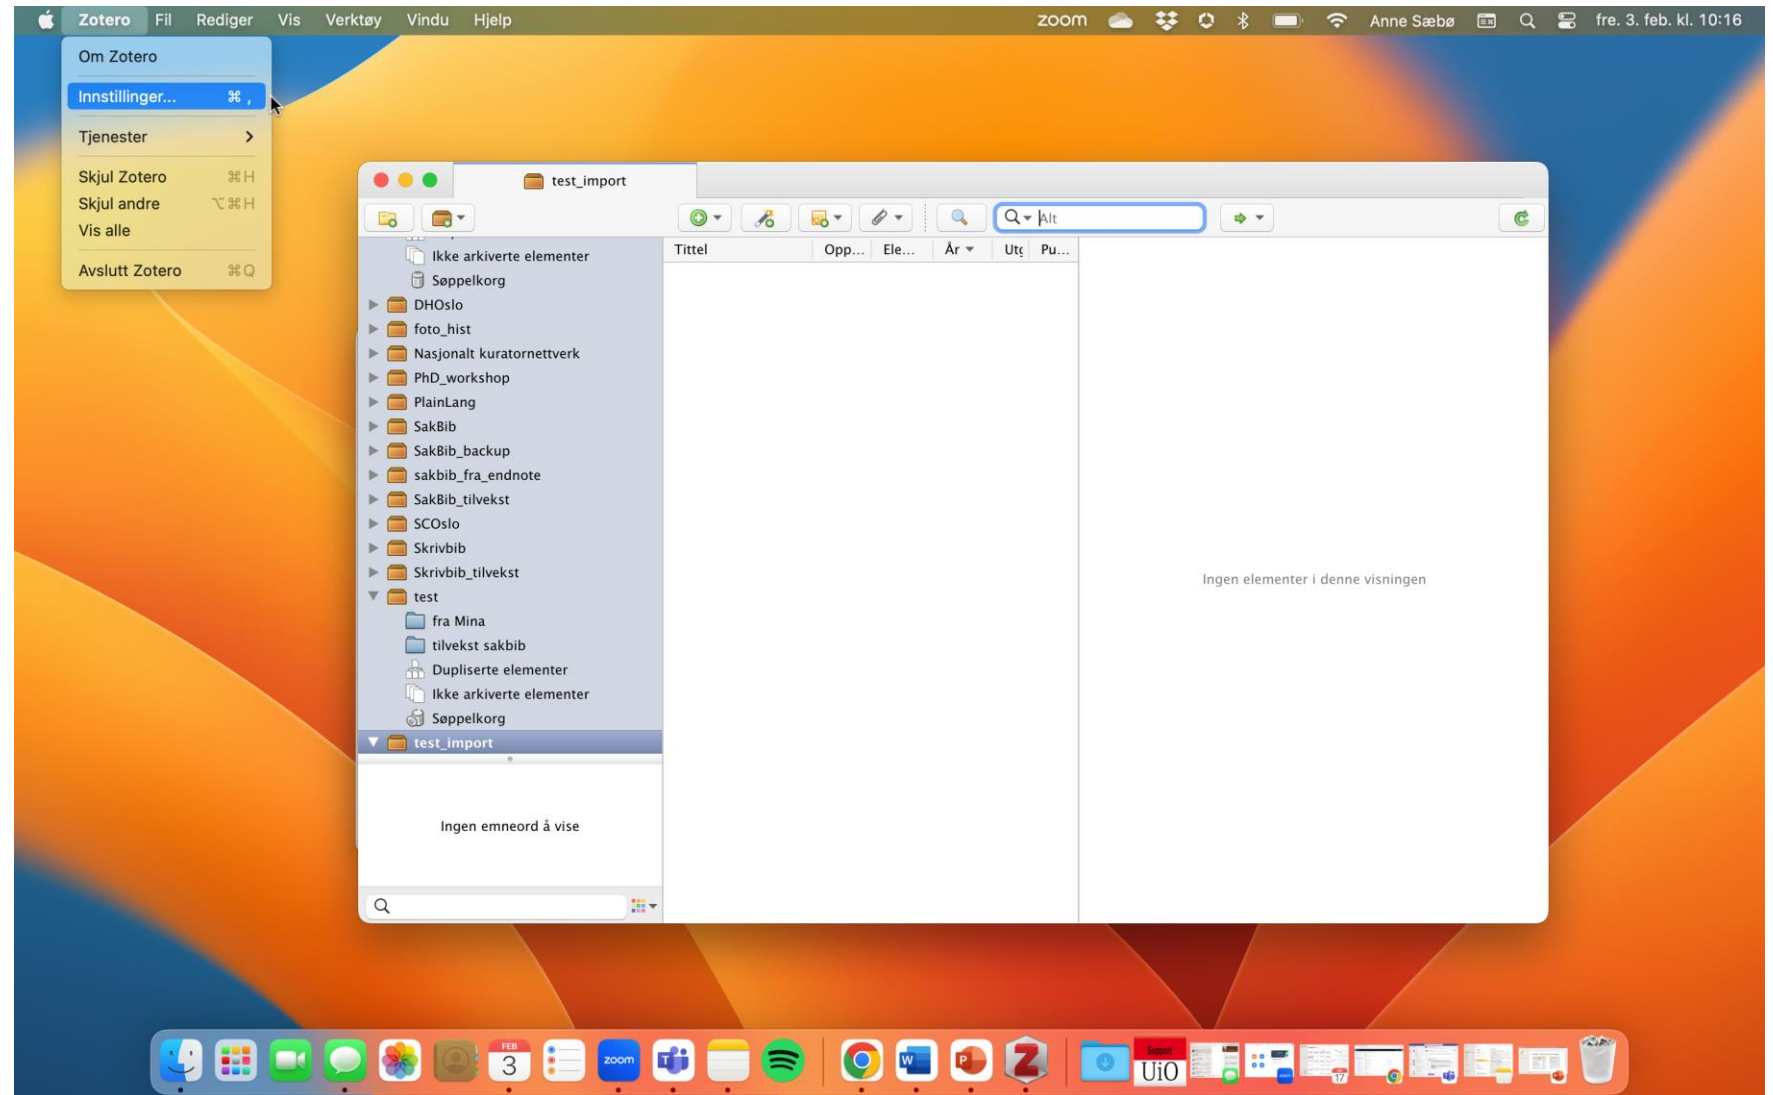 Zotero Fil Rediger Vis Verktøy Vindu Hjelp zoom Anne Sæbø fre. 3. feb. kl. 10:16
Om Zotero
Innstillinger... ⌘ ,
Tjenester
Skjul Zotero ⌘ H
Skjul andre ⌥ ⌘ H
Vis alle
Avslutt Zotero ⌘ Q
test_import
Alt
Tittel Opp... Ele... År Pu...
Ikke arkiverte elementer
Søppelkorg
DHOslo
foto_hist
Nasjonalt kuratornettverk
PhD_workshop
PlainLang
SakBib
SakBib_backup
sakbib_fra_endnote
SakBib_tilvekst
SCOslo
Skrivbib
Skrivbib_tilvekst
test
fra Mina
tilvekst sakbib
Dupliserte elementer
Ikke arkiverte elementer
Søppelkorg
test_import
Ingen elementer i denne visningen
Ingen emneord å vise
FEB
3
zoom
T
W
P
Z
Support
UiO
17